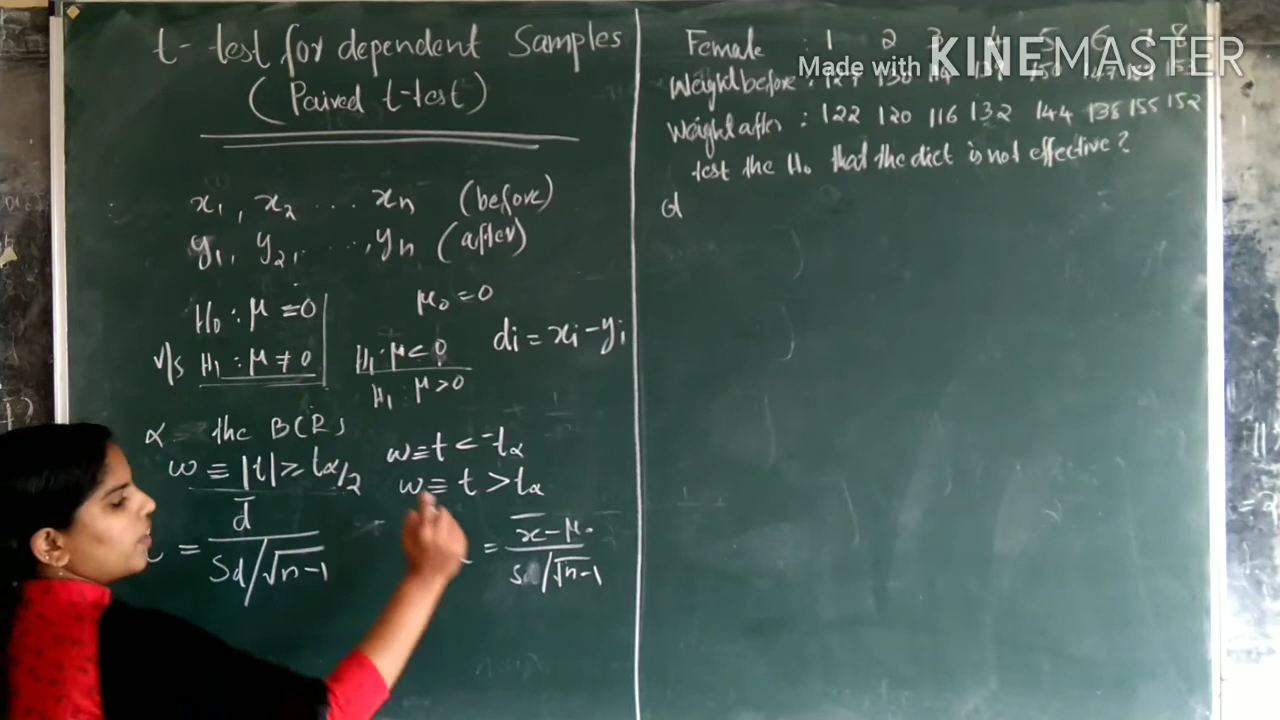 t-test for dependent Samples
(Paired t-test)
x₁, x₂ ... xₙ (before)
y₁, y₂, ..., yₙ (after)
H₀ : μ = 0
μ₀ = 0
v/s H₁ : μ ≠ 0
H₁ : μ < 0
H₁ : μ > 0
di = xi - yi
α the BCR
w ≡ |t| ≥ tα/2
w ≡ t < -tα
w ≡ t > tα
= d̄ / Sd/√n-1
= x̄ - μ₀ / Sd/√n-1
Female : 1 2 3 4 5 6 7 8
Made with KINEMASTER
Weight before : 130 150
Weight after : 122 120 116 132 144 138 155 152
test the H₀ that the diet is not effective?
d